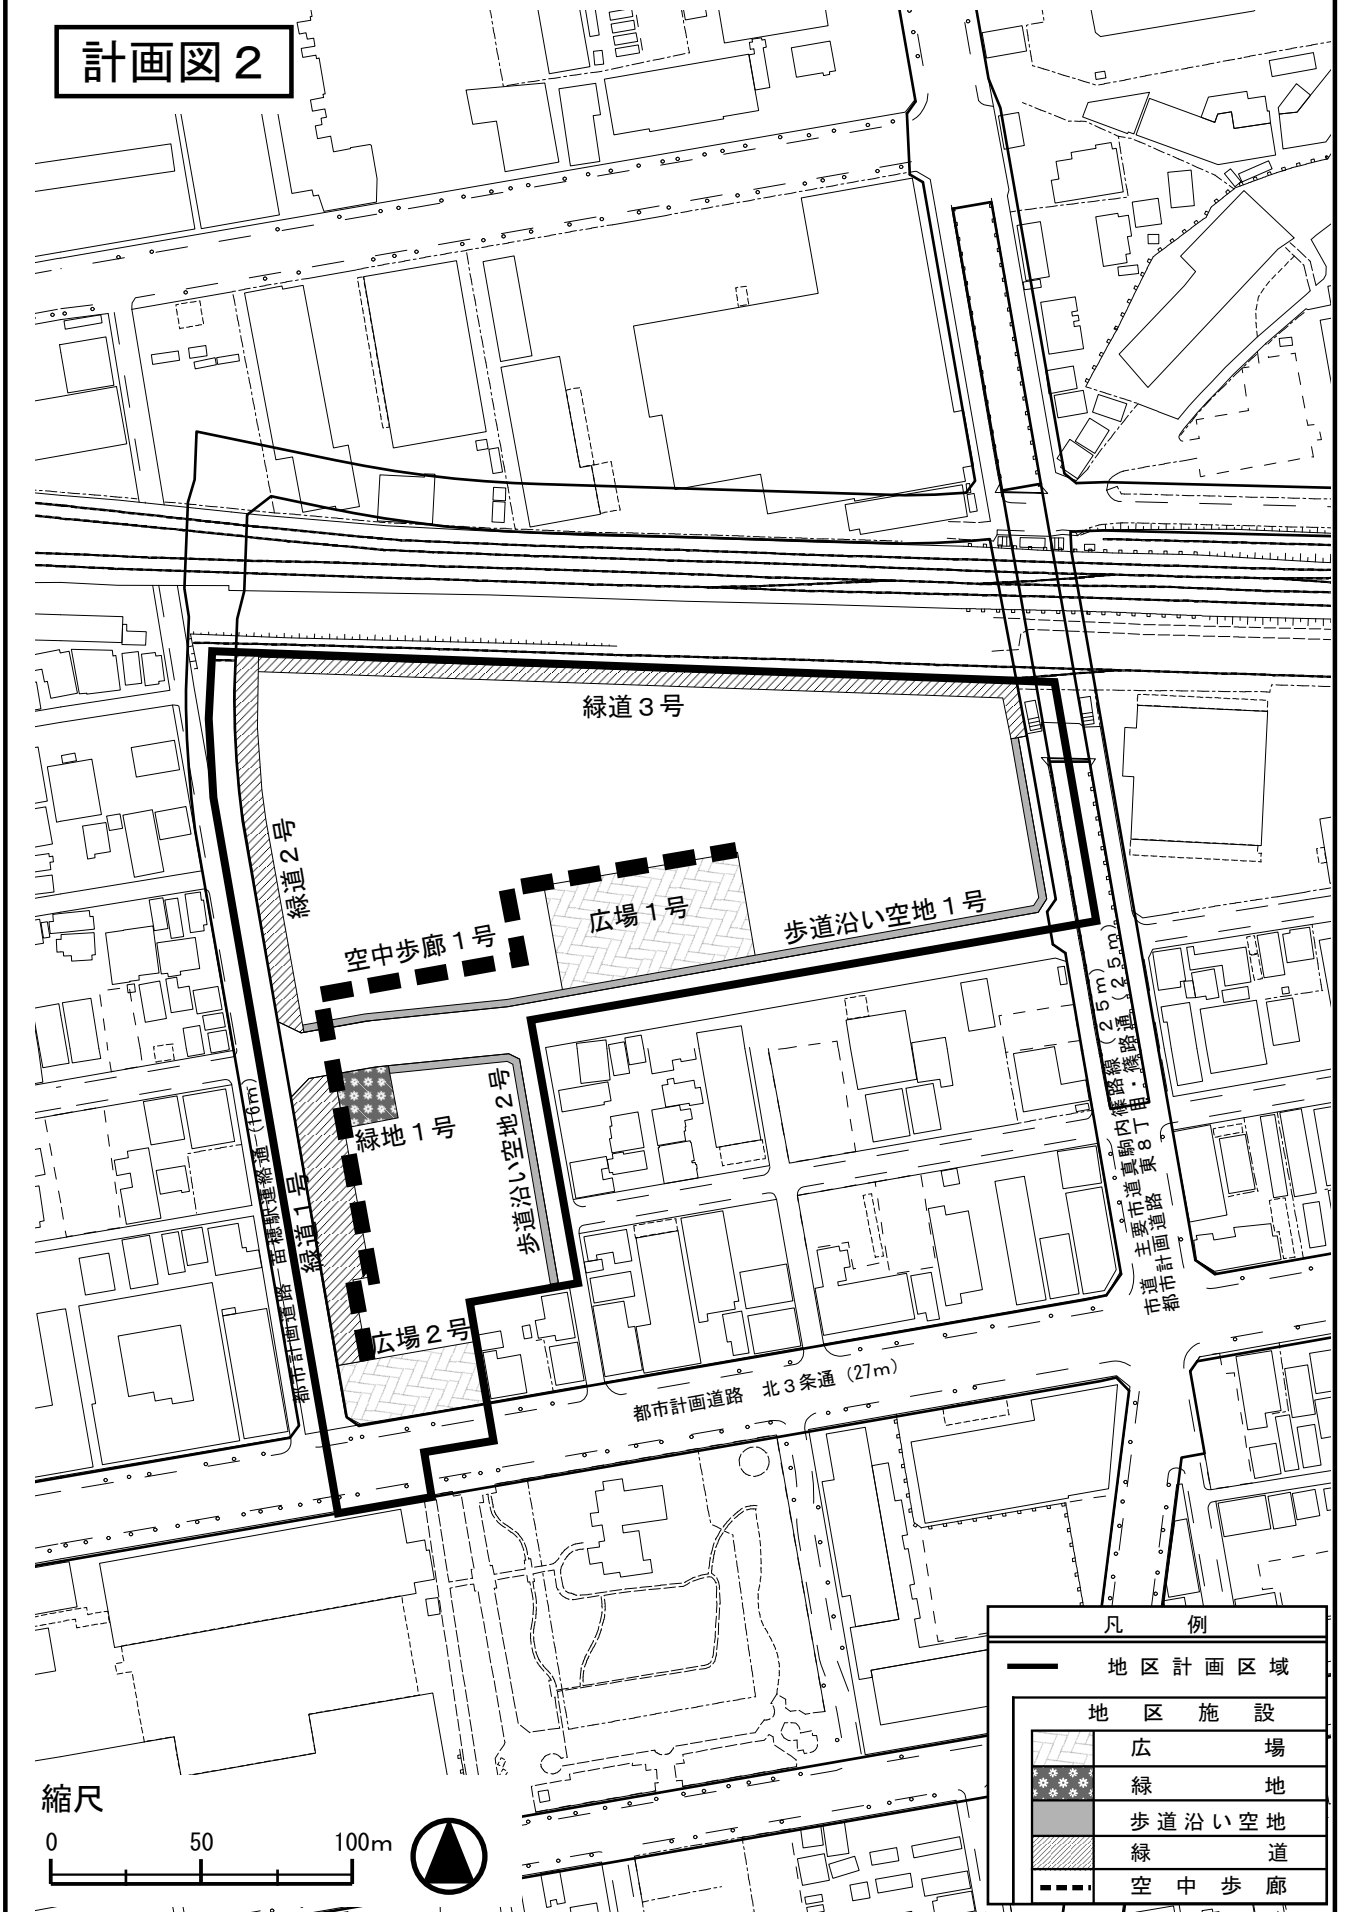 計画図２
緑道３号
緑道２号
広場１号
空中歩廊１号
歩道沿い空地１号
緑地１号
歩道沿い空地２号
緑道１号
広場２号
都市計画道路　苗穂駅連絡通（16m）
市道　主要市道真駒内篠路線（２５ｍ）
都市計画道路　東８丁目・篠路通（２５ｍ）
都市計画道路　北３条通（27m）
凡例
地区計画区域
地区施設
広場
緑地
歩道沿い空地
緑道
空中歩廊
縮尺
0 50 100m